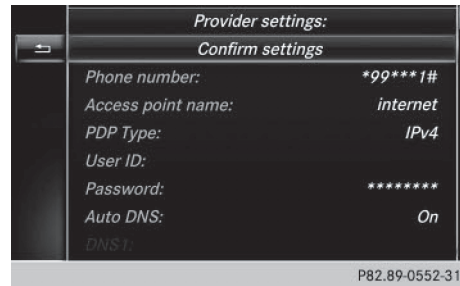 Provider settings:
Confirm settings
Phone number: *99***1#
Access point name: internet
PDP Type: IPv4
User ID:
Password: ********
Auto DNS: On
DNS1:
P82.89-0552-31